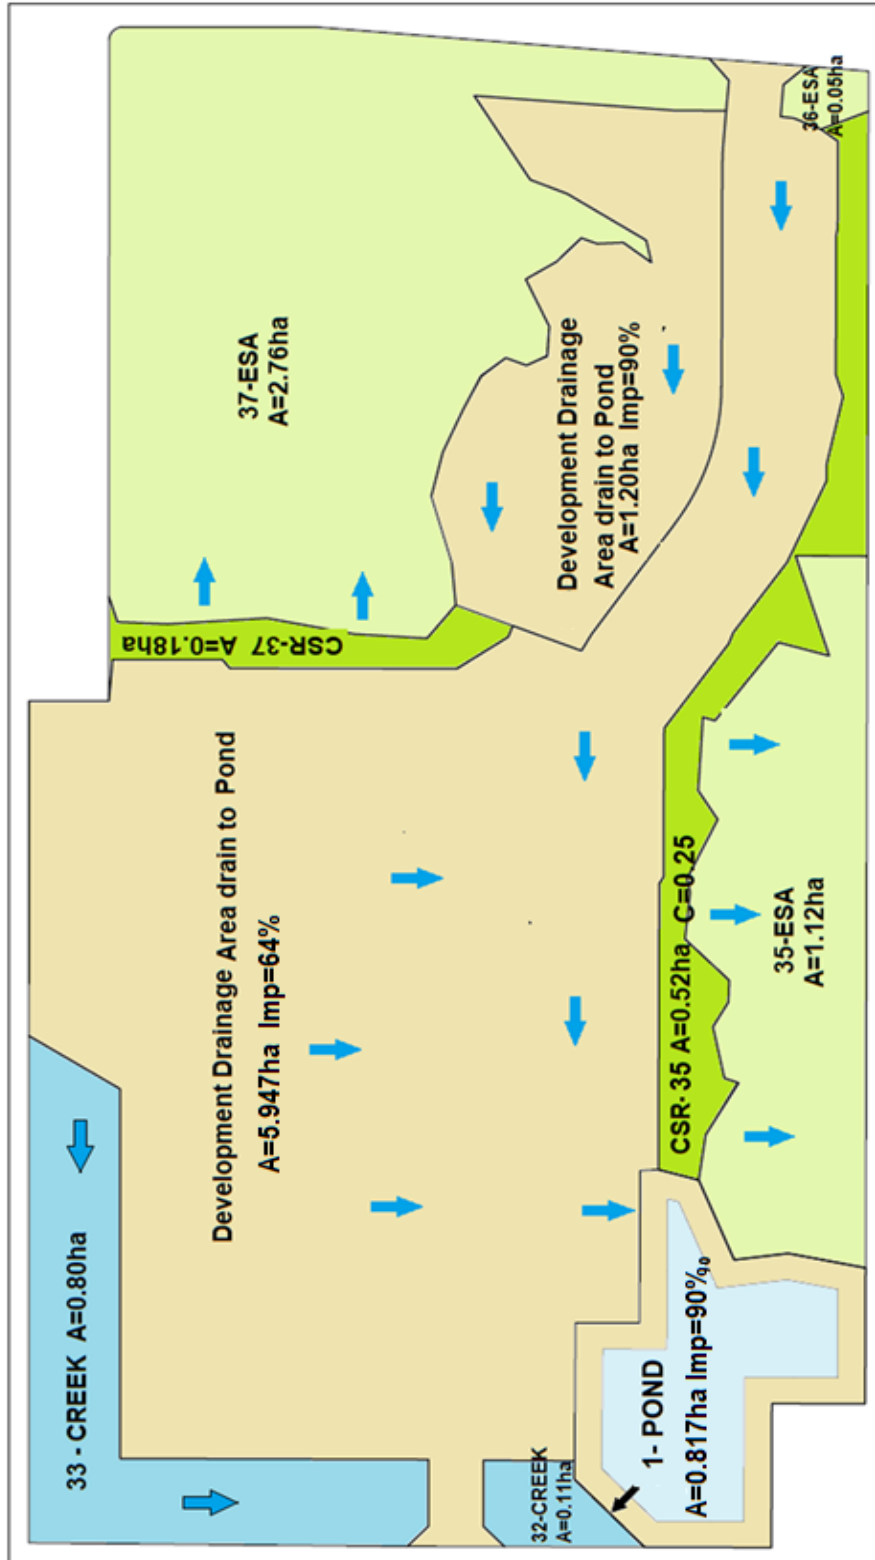 36-ESA
A=0.05ha
37-ESA
A=2.76ha
Development Drainage
Area drain to Pond
A=1.20ha Imp=90%
CSR-37 A=0.18ha
Development Drainage Area drain to Pond
A=5.947ha Imp=64%
CSR-35 A=0.52ha C=0.25
35-ESA
A=1.12ha
33 - CREEK A=0.80ha
32-CREEK
A=0.11ha
1- POND
A=0.817ha Imp=90%